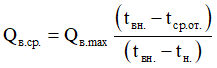 Qв.ср. = Qв.max (tвн. – tср.от.) / (tвн. – tн.)